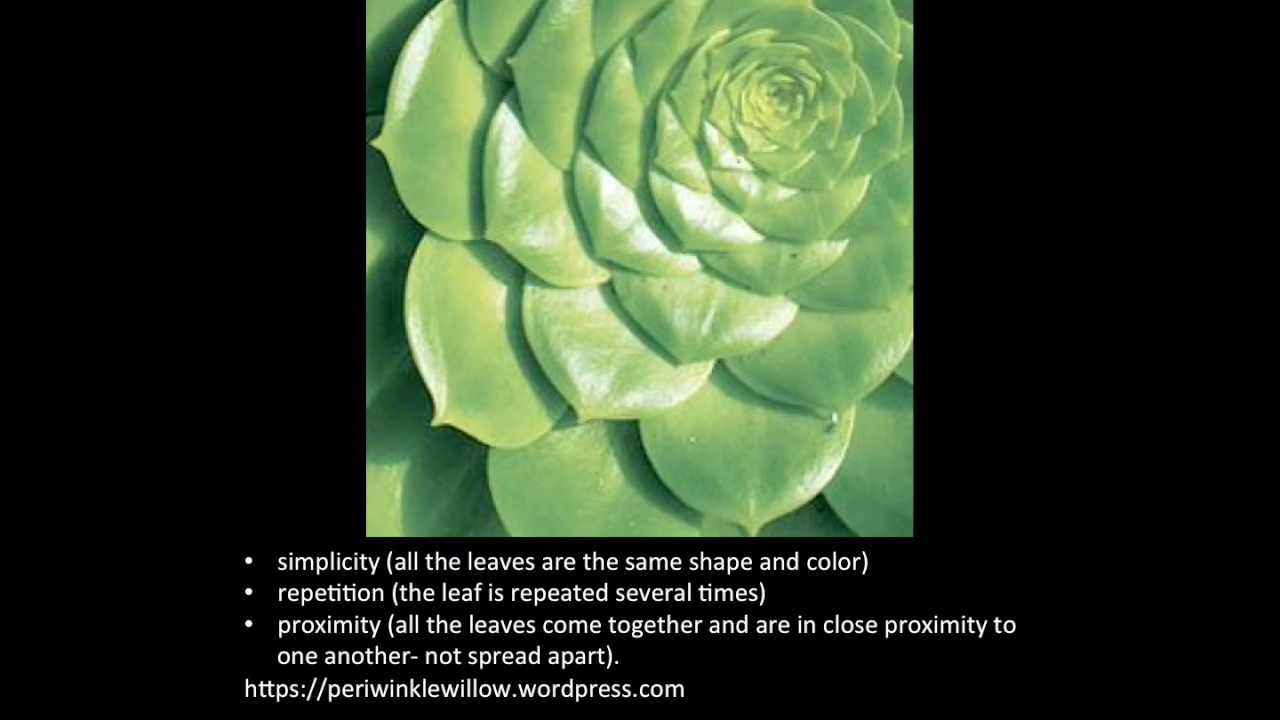 • simplicity (all the leaves are the same shape and color)
• repetition (the leaf is repeated several times)
• proximity (all the leaves come together and are in close proximity to
one another- not spread apart).
https://periwinklewillow.wordpress.com